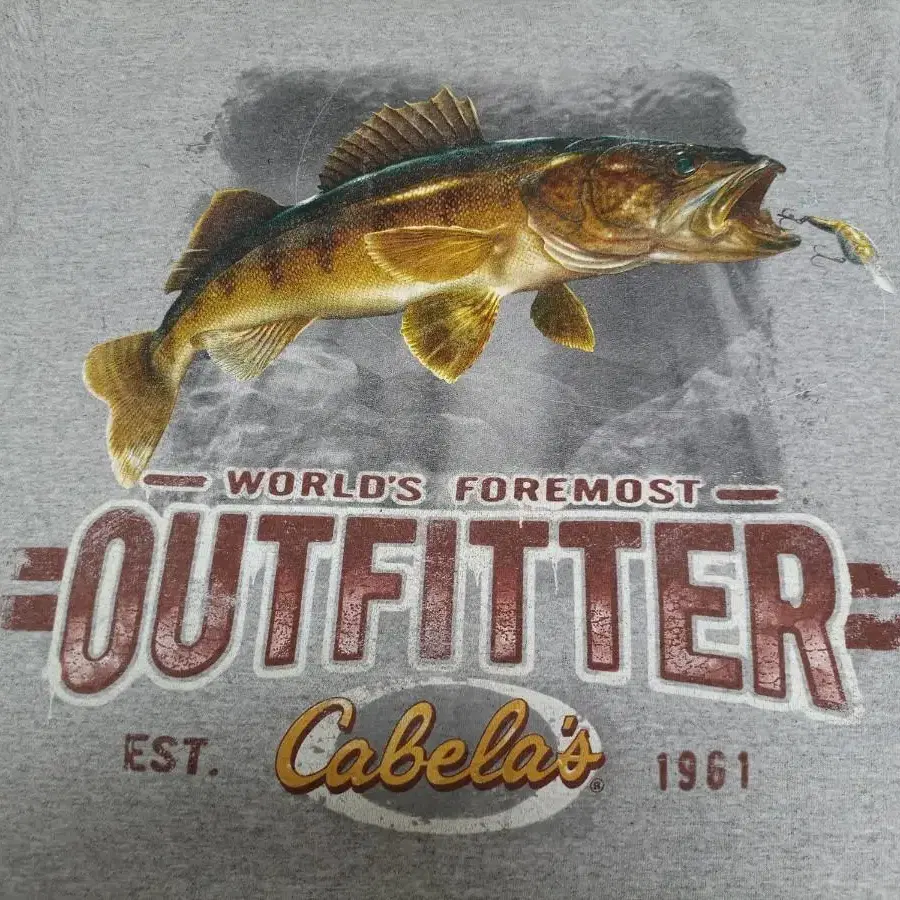 WORLD'S FOREMOST
OUTFITTER
Cabela's®
EST. 1961